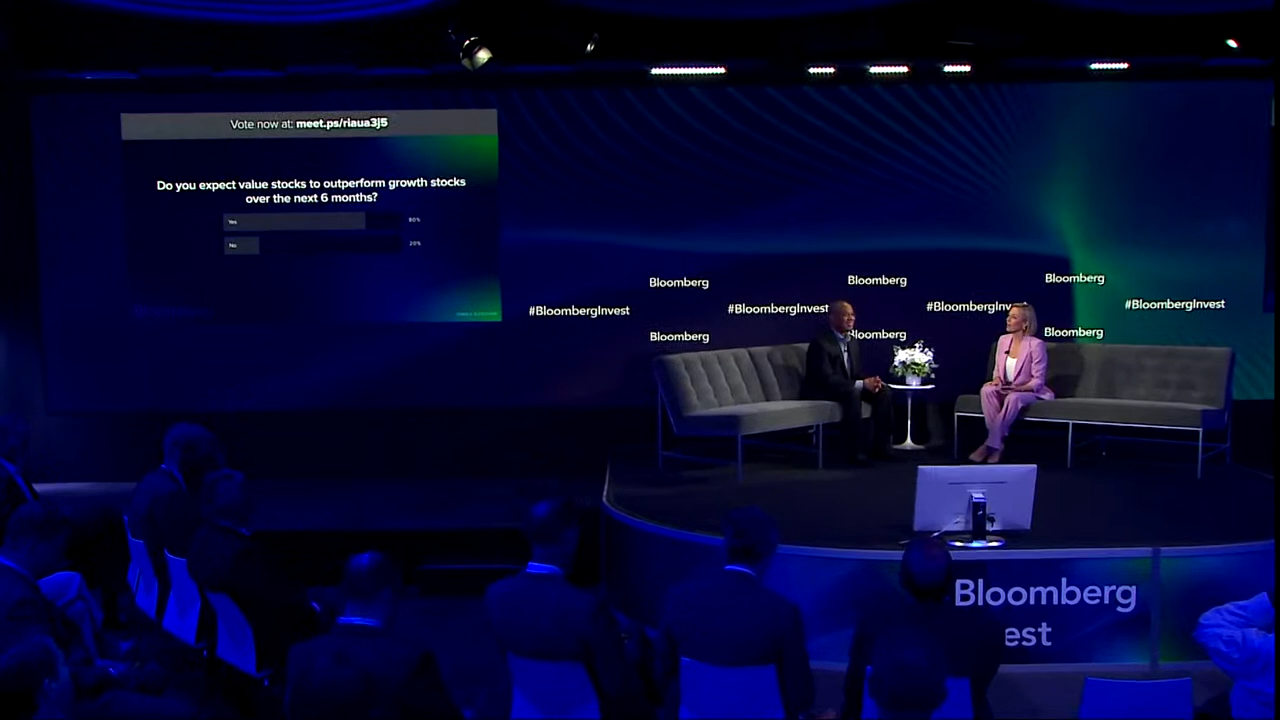 Vote now at: meet.ps/riaua3j5
Do you expect value stocks to outperform growth stocks
over the next 6 months?
Yes
80%
No
20%
Bloomberg
Bloomberg
Bloomberg
#BloombergInvest
#BloombergInvest
#BloombergInv
#BloombergInvest
Bloomberg
Bloomberg
Bloomberg
Bloomberg
est